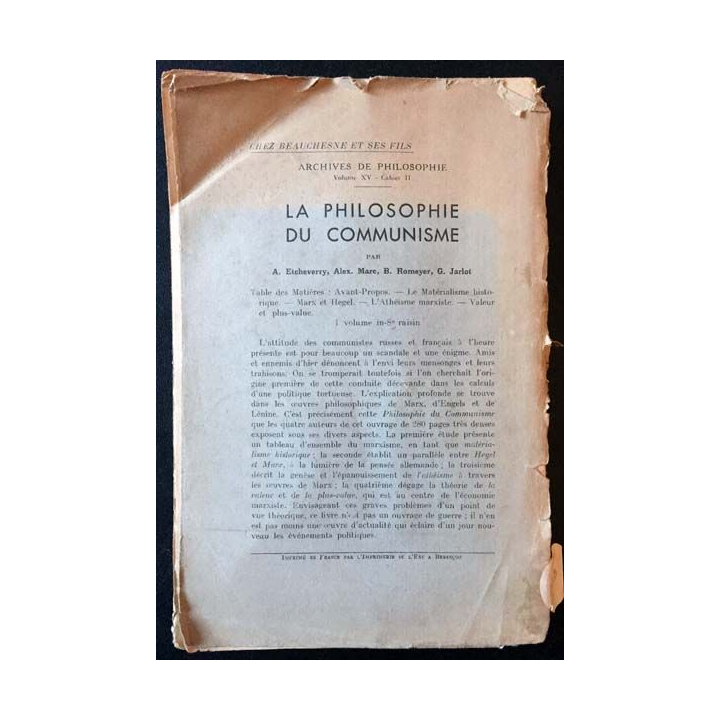 CHEZ BEAUCHESNE ET SES FILS
ARCHIVES DE PHILOSOPHIE
Volume XV - Cahier II
LA PHILOSOPHIE
DU COMMUNISME
PAR
A. Etcheverry, Alex. Marc, B. Romeyer, G. Jarlot
Table des Matières : Avant-Propos. — Le Matérialisme histo-
rique. — Marx et Hegel. — L'Athéisme marxiste. — Valeur
et plus-value.
1 volume in-8º raisin
L'attitude des communistes russes et français à l'heure
présente est pour beaucoup un scandale et une énigme. Amis
et ennemis d'hier dénoncent à l'envi leurs mensonges et leurs
trahisons. On se tromperait toutefois si l'on cherchait l'ori-
gine première de cette conduite décevante dans les calculs
d'une politique tortueuse. L'explication profonde se trouve
dans les œuvres philosophiques de Marx, d'Engels et de
Lénine. C'est précisément cette Philosophie du Communisme
que les quatre auteurs de cet ouvrage de 280 pages très denses
exposent sous ses divers aspects. La première étude présente
un tableau d'ensemble du marxisme, en tant que matéria-
lisme historique ; la seconde établit un parallèle entre Hegel
et Marx, à la lumière de la pensée allemande ; la troisième
décrit la genèse et l'épanouissement de l'athéisme à travers
les œuvres de Marx ; la quatrième dégage la théorie de la
valeur et de la plus-value, qui est au centre de l'économie
marxiste. Envisageant ces graves problèmes d'un point de
vue théorique, ce livre n'est pas un ouvrage de guerre ; il n'en
est pas moins une œuvre d'actualité qui éclaire d'un jour nou-
veau les événements politiques.
IMPRIMÉ EN FRANCE PAR L'IMPRIMERIE DE L'EST A BESANÇON